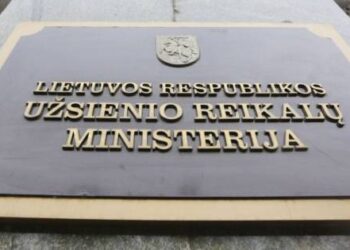 LIETUVOS RESPUBLIKOS
UŽSIENIO REIKALŲ
MINISTERIJA